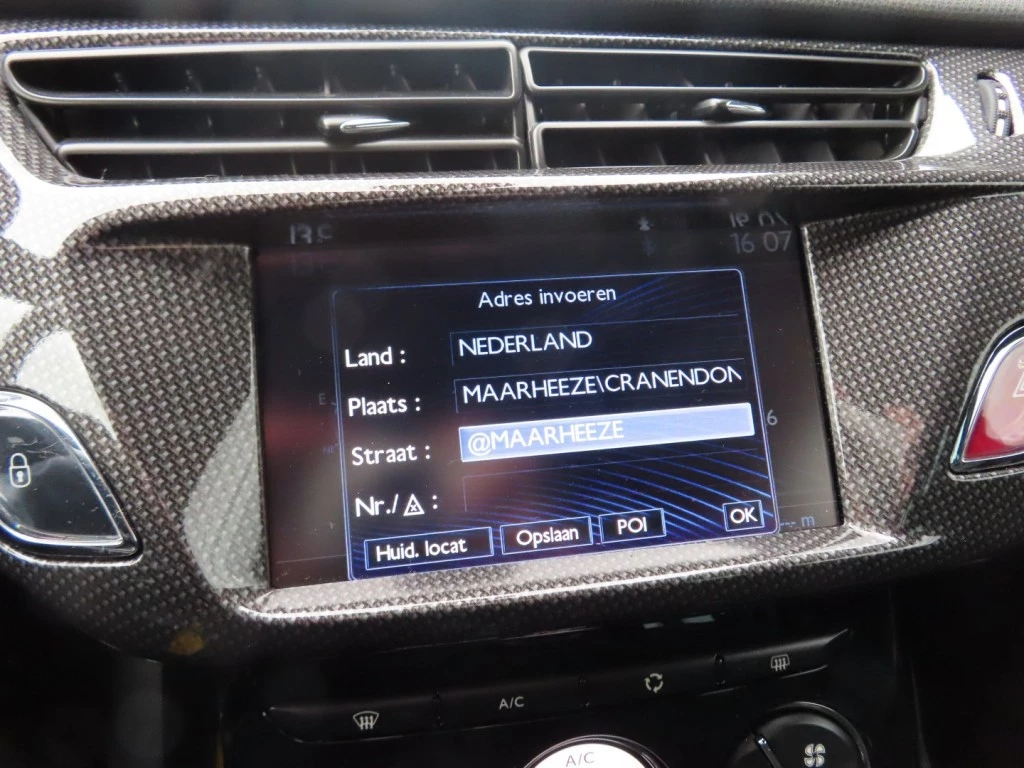 16 07
Adres invoeren
Land : NEDERLAND
Plaats : MAARHEEZE\CRANENDON
Straat : @MAARHEEZE
Nr./ :
Huid. locat Opslaan POI OK
m
A/C
A/C